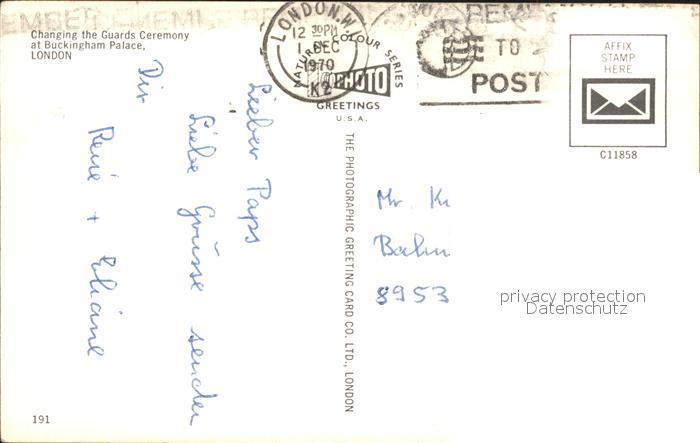 Changing the Guards Ceremony
at Buckingham Palace,
LONDON
LONDON.W.
12 30PM
1 DEC
1970
K2
NATURAL COLOUR SERIES
PHOTO
GREETINGS
U.S.A.
REMEMBER
TO
POST
AFFIX
STAMP
HERE
C11858
Lieber Paps
Liebe Grüsse senden
Dir
René + Eliane
THE PHOTOGRAPHIC GREETING CARD CO. LTD., LONDON
Mr. K
8953
privacy protection
Datenschutz
191